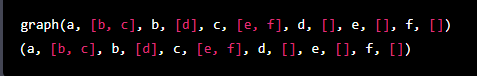 graph(a, [b, c], b, [d], c, [e, f], d, [], e, [], f, [])
(a, [b, c], b, [d], c, [e, f], d, [], e, [], f, [])